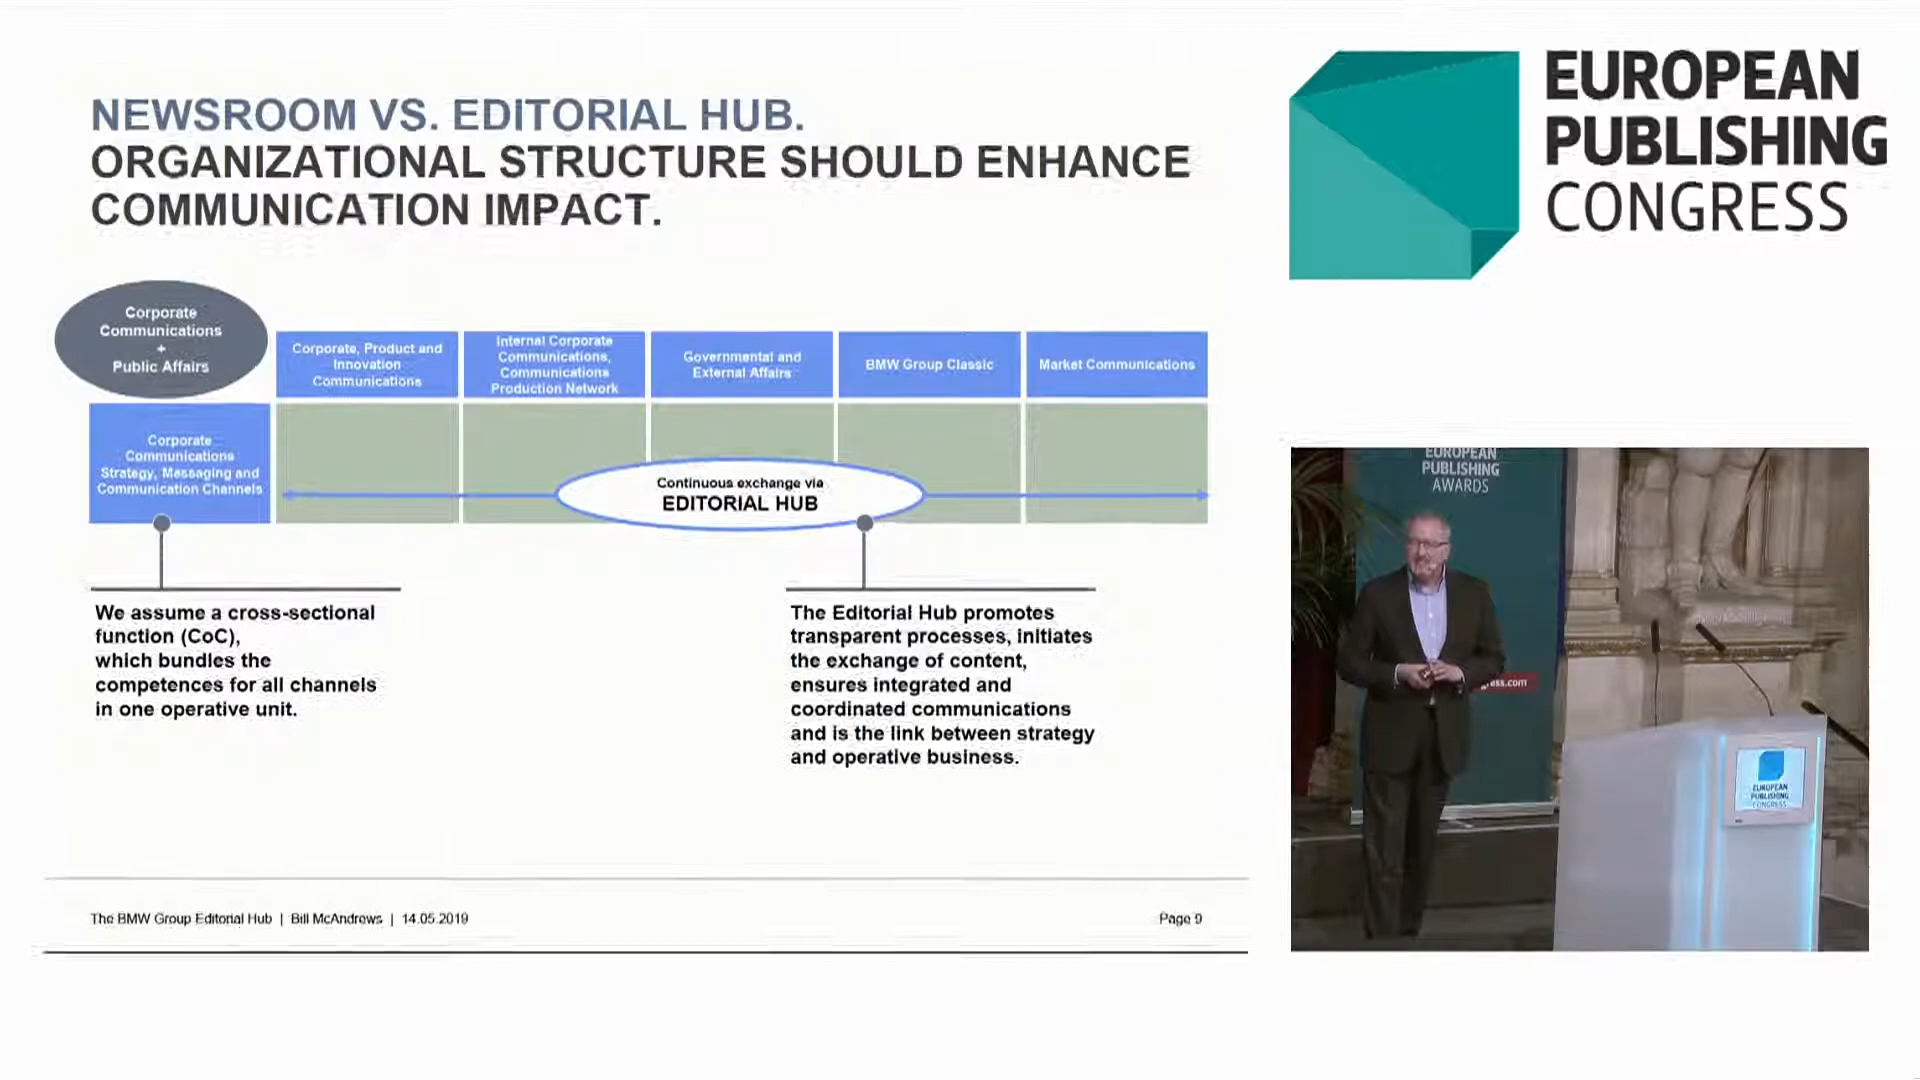 NEWSROOM VS. EDITORIAL HUB.
ORGANIZATIONAL STRUCTURE SHOULD ENHANCE
COMMUNICATION IMPACT.
Corporate
Communications
+
Public Affairs
Corporate, Product and
Innovation
Communications
Internal Corporate
Communications,
Communications
Production Network
Governmental and
External Affairs
BMW Group Classic
Market Communications
Corporate
Communications
Strategy, Messaging and
Communication Channels
Continuous exchange via
EDITORIAL HUB
We assume a cross-sectional
function (CoC),
which bundles the
competences for all channels
in one operative unit.
The Editorial Hub promotes
transparent processes, initiates
the exchange of content,
ensures integrated and
coordinated communications
and is the link between strategy
and operative business.
The BMW Group Editorial Hub | Bill McAndrews | 14.05.2019
Page 9
EUROPEAN
PUBLISHING
CONGRESS
EUROPEAN
PUBLISHING
AWARDS
ess.com
EUROPEAN
PUBLISHING
CONGRESS